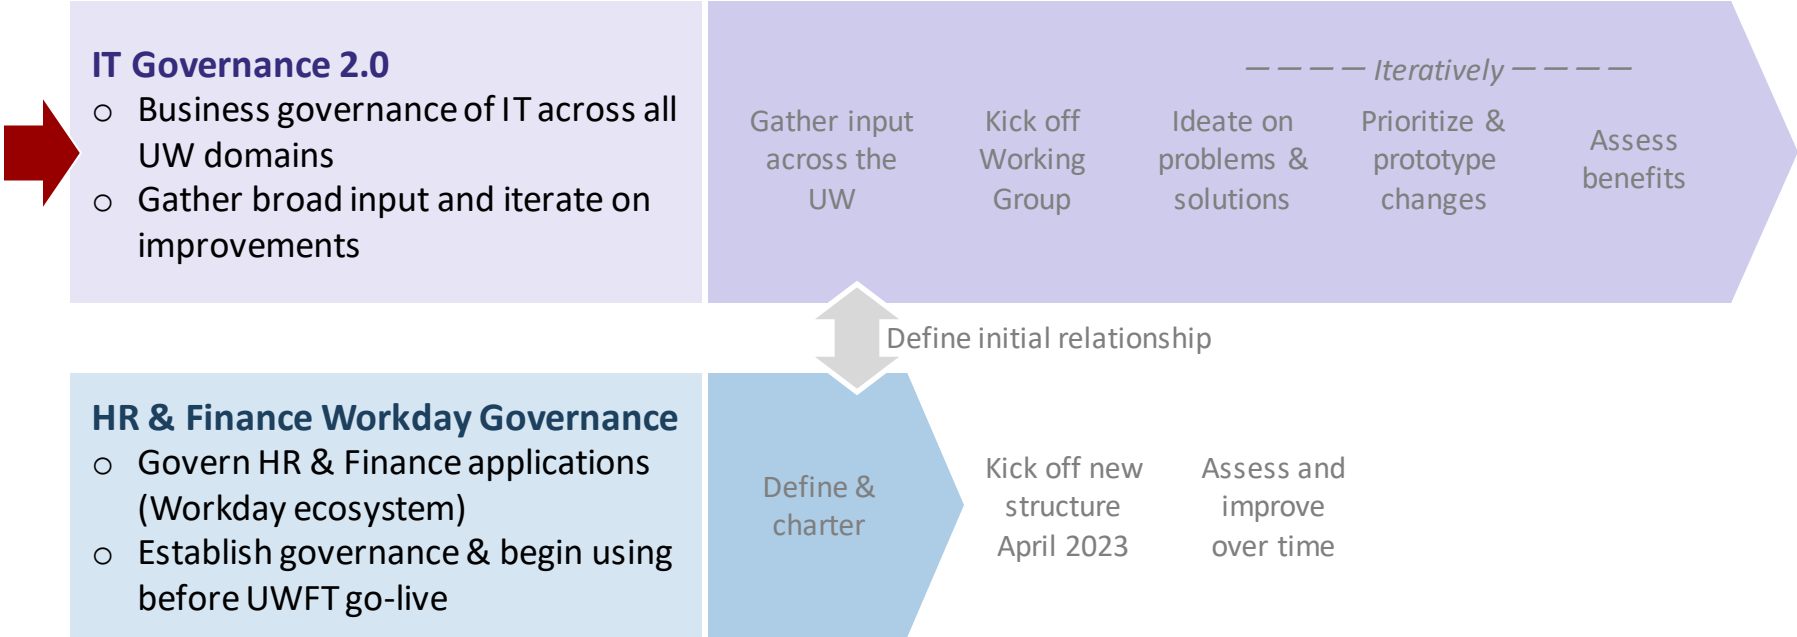 IT Governance 2.0
o Business governance of IT across all
UW domains
o Gather broad input and iterate on
improvements
— — — — Iteratively — — — —
Gather input
across the
UW
Kick off
Working
Group
Ideate on
problems &
solutions
Prioritize &
prototype
changes
Assess
benefits
Define initial relationship
HR & Finance Workday Governance
o Govern HR & Finance applications
(Workday ecosystem)
o Establish governance & begin using
before UWFT go-live
Define &
charter
Kick off new
structure
April 2023
Assess and
improve
over time